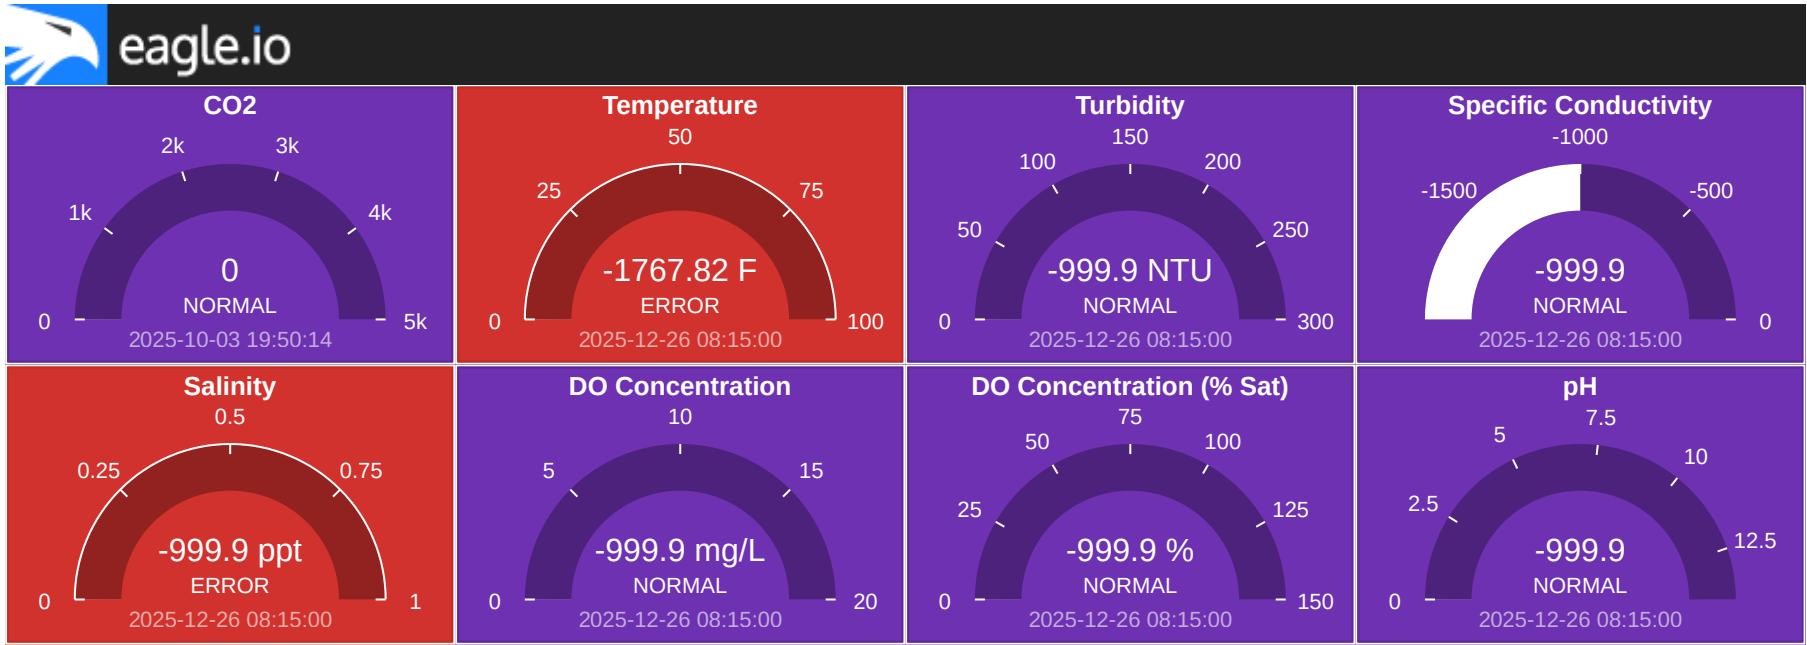 eagle.io
CO2
2k
3k
1k
4k
0
NORMAL
0
5k
2025-10-03 19:50:14
Temperature
50
25
75
-1767.82 F
ERROR
0
100
2025-12-26 08:15:00
Turbidity
150
100
200
50
250
-999.9 NTU
NORMAL
0
300
2025-12-26 08:15:00
Specific Conductivity
-1000
-1500
-500
-999.9
NORMAL
0
2025-12-26 08:15:00
Salinity
0.5
0.25
0.75
-999.9 ppt
ERROR
0
1
2025-12-26 08:15:00
DO Concentration
10
5
15
-999.9 mg/L
NORMAL
0
20
2025-12-26 08:15:00
DO Concentration (% Sat)
75
50
100
25
125
-999.9 %
NORMAL
0
150
2025-12-26 08:15:00
pH
7.5
5
10
2.5
12.5
-999.9
NORMAL
0
2025-12-26 08:15:00